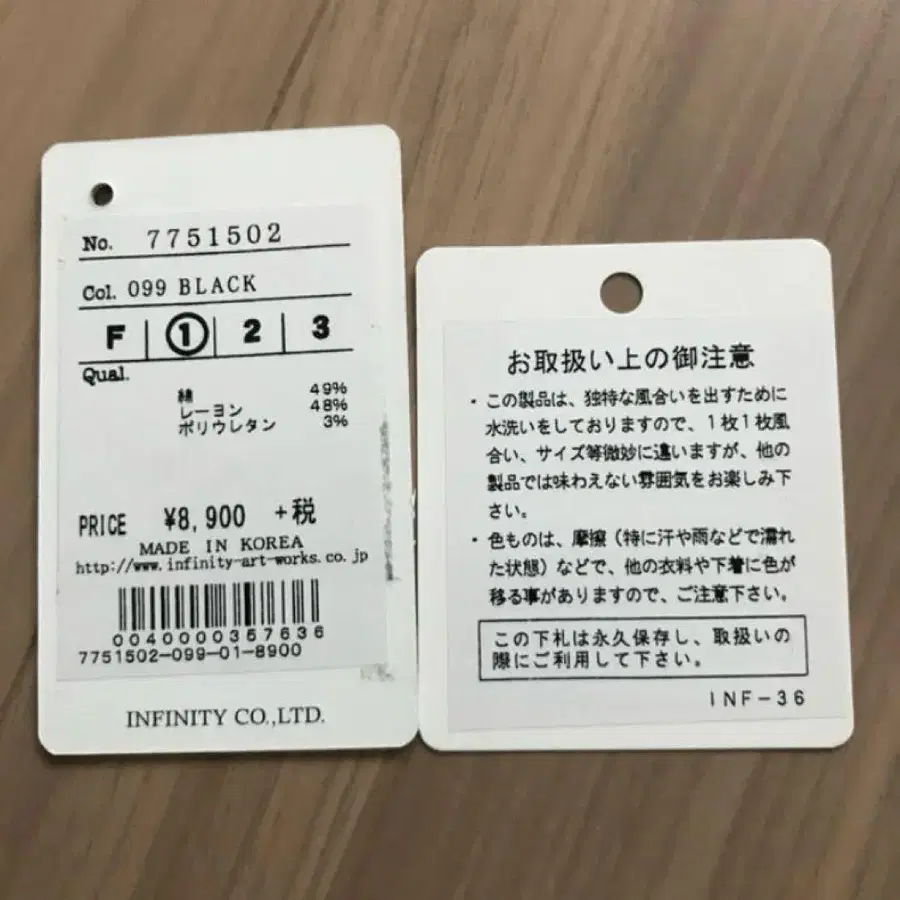 No. 7751502
Col. 099 BLACK
F ① 2 3
Qual.
綿 49%
レーヨン 48%
ポリウレタン 3%
PRICE ¥8,900 +税
MADE IN KOREA
http://www.infinity-art-works.co.jp
0040000357636
7751502-099-01-8900
INFINITY CO.,LTD.
お取扱い上の御注意
・この製品は、独特な風合いを出すために
水洗いをしておりますので、1枚1枚風
合い、サイズ等微妙に違いますが、他の
製品では味わえない雰囲気をお楽しみ下
さい。
・色ものは、摩擦（特に汗や雨などで濡れ
た状態）などで、他の衣料や下着に色が
移る事がありますので、ご注意下さい。
この下札は永久保存し、取扱いの
際にご利用して下さい。
INF-36